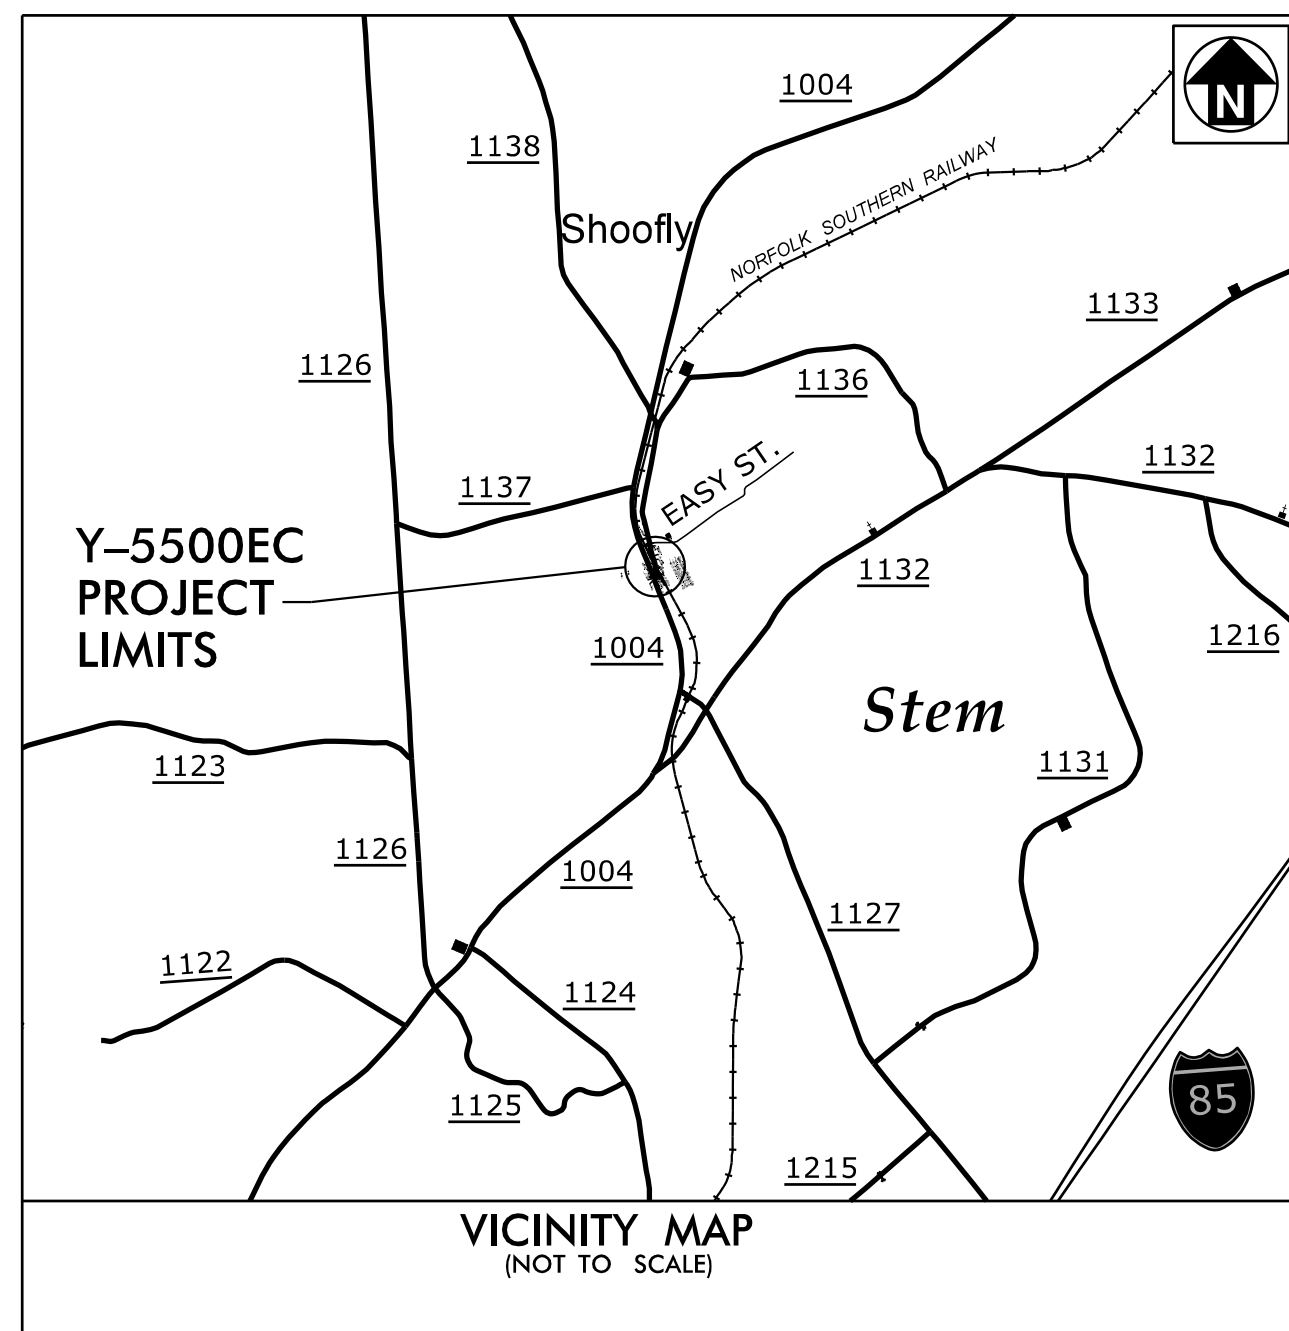 1004
N
1138
Shoofly
NORFOLK SOUTHERN RAILWAY
1133
1126
1136
EASY ST.
1132
1137
Y–5500EC
PROJECT
LIMITS
1132
1004
1216
Stem
1123
1131
1126
1004
1127
1122
1124
85
1125
1215
VICINITY MAP
(NOT TO SCALE)